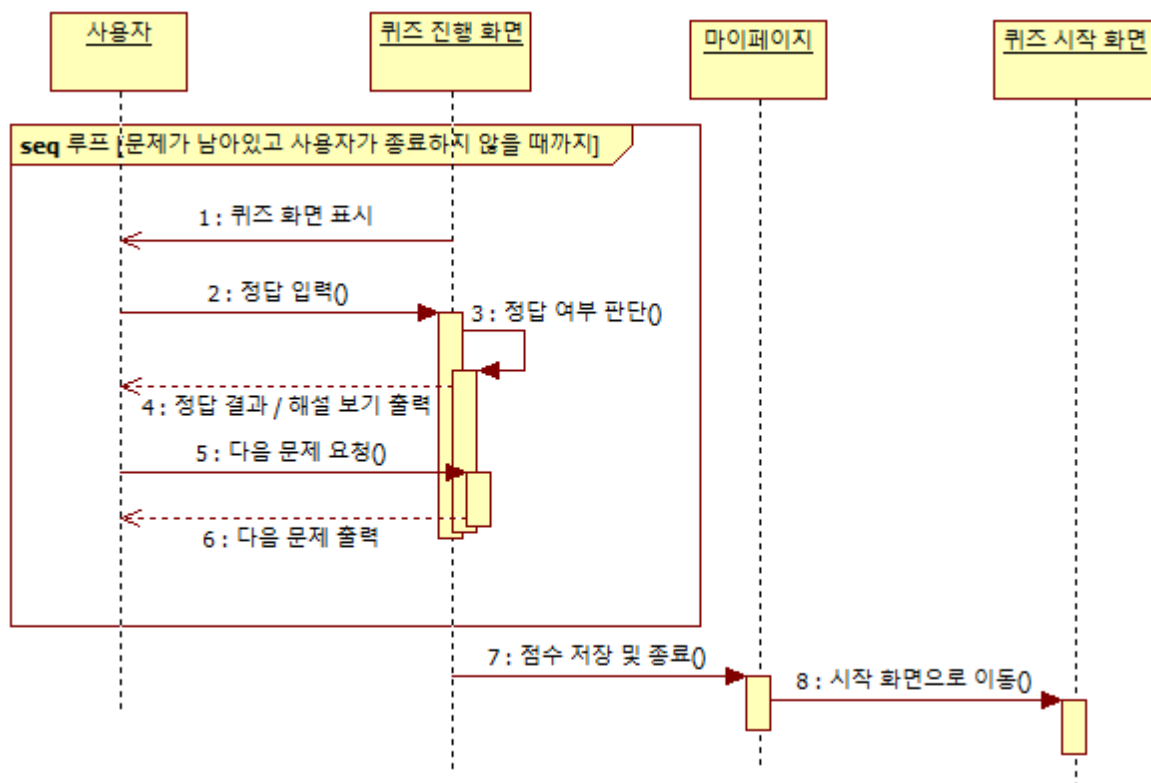 사용자
퀴즈 진행 화면
마이페이지
퀴즈 시작 화면
seq 루프 [문제가 남아있고 사용자가 종료하지 않을 때까지]
1 : 퀴즈 화면 표시
2 : 정답 입력()
3 : 정답 여부 판단()
4 : 정답 결과 / 해설 보기 출력
5 : 다음 문제 요청()
6 : 다음 문제 출력
7 : 점수 저장 및 종료()
8 : 시작 화면으로 이동()